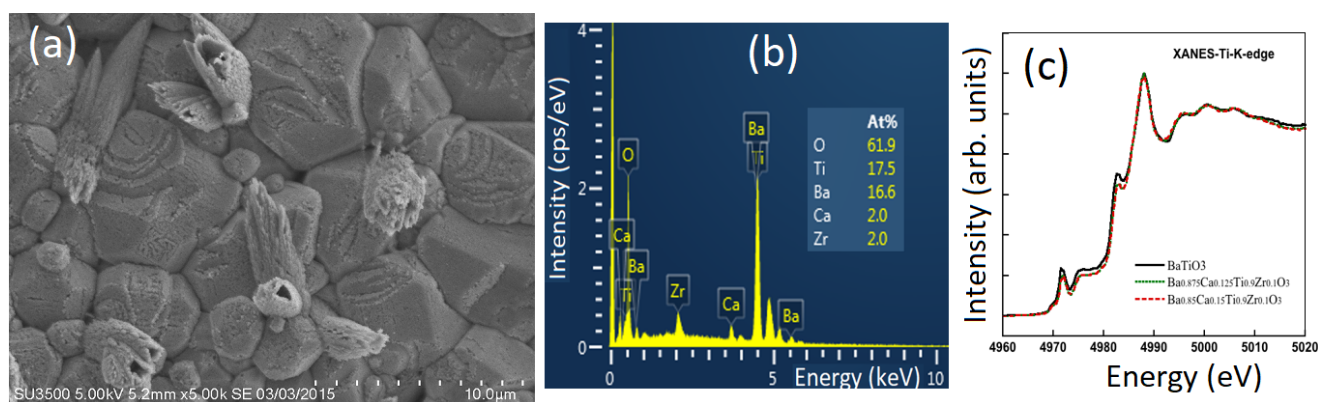 (a)
SU3500 5.00kV 5.2mm x5.00k SE 03/03/2015 10.0µm
(b)
Intensity (cps/eV)
4
2
0
O
Ca
Ba
Ti
Zr
Ca
Ba
Ti
Ba
At%
O 61.9
Ti 17.5
Ba 16.6
Ca 2.0
Zr 2.0
0 5 10
Energy (keV)
(c)
XANES-Ti-K-edge
Intensity (arb. units)
BaTiO3
Ba0.875Ca0.125Ti0.9Zr0.1O3
Ba0.85Ca0.15Ti0.9Zr0.1O3
4960 4970 4980 4990 5000 5010 5020
Energy (eV)